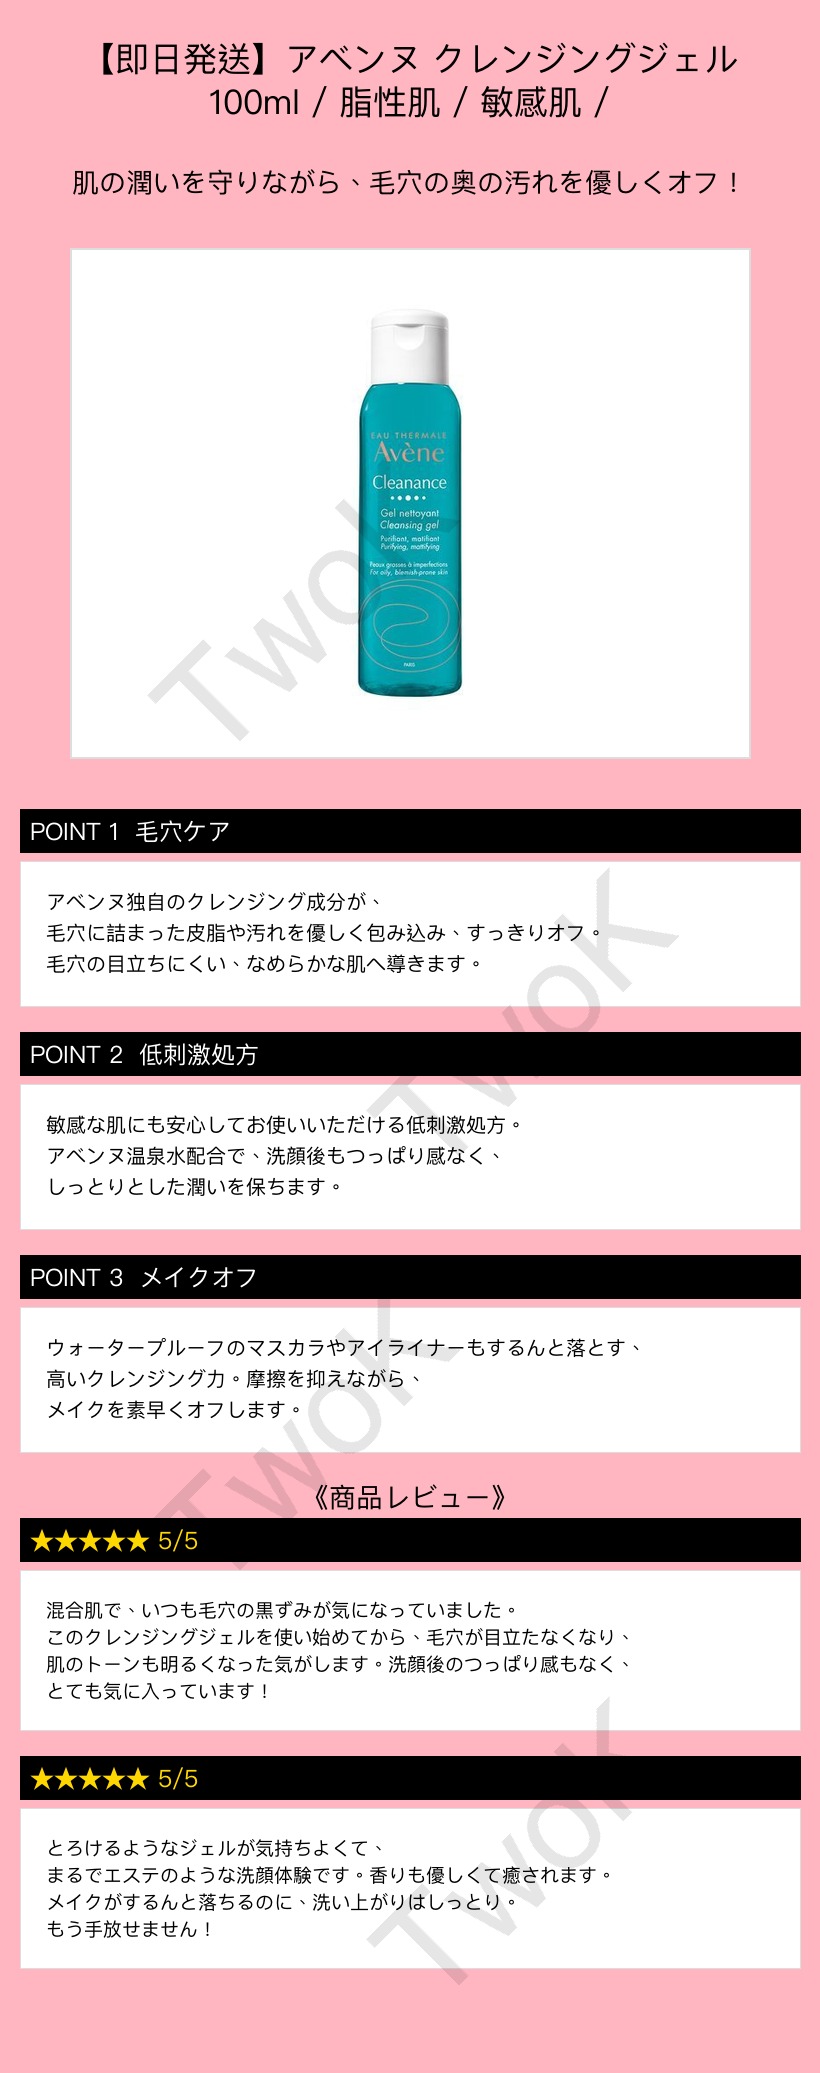 【即日発送】アベンヌ クレンジングジェル
100ml / 脂性肌 / 敏感肌 /
肌の潤いを守りながら、毛穴の奥の汚れを優しくオフ！
EAU THERMALE
Avène
Cleanance
Gel nettoyant
Cleansing gel
Purifiant, matifiant
Purifying, mattifying
Peaux grasses à imperfections
For oily, blemish-prone skin
PARIS
TwoK
POINT 1 毛穴ケア
アベンヌ独自のクレンジング成分が、
毛穴に詰まった皮脂や汚れを優しく包み込み、すっきりオフ。
毛穴の目立ちにくい、なめらかな肌へ導きます。
TwoK
POINT 2 低刺激処方
敏感な肌にも安心してお使いいただける低刺激処方。
アベンヌ温泉水配合で、洗顔後もつっぱり感なく、
しっとりとした潤いを保ちます。
POINT 3 メイクオフ
ウォータープルーフのマスカラやアイライナーもするんと落とす、
高いクレンジング力。摩擦を抑えながら、
メイクを素早くオフします。
TwoK
《商品レビュー》
★★★★★ 5/5
混合肌で、いつも毛穴の黒ずみが気になっていました。
このクレンジングジェルを使い始めてから、毛穴が目立たなくなり、
肌のトーンも明るくなった気がします。洗顔後のつっぱり感もなく、
とても気に入っています！
★★★★★ 5/5
とろけるようなジェルが気持ちよくて、
まるでエステのような洗顔体験です。香りも優しくて癒されます。
メイクがするんと落ちるのに、洗い上がりはしっとり。
もう手放せません！
TwoK